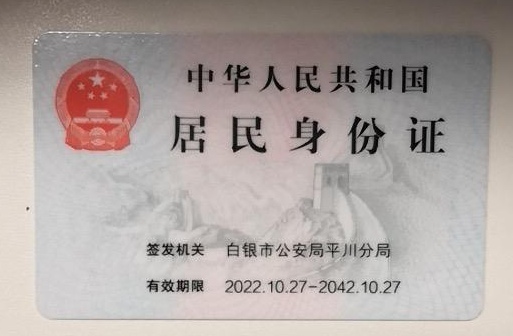 中华人民共和国
居民身份证
签发机关 白银市公安局平川分局
有效期限 2022.10.27-2042.10.27